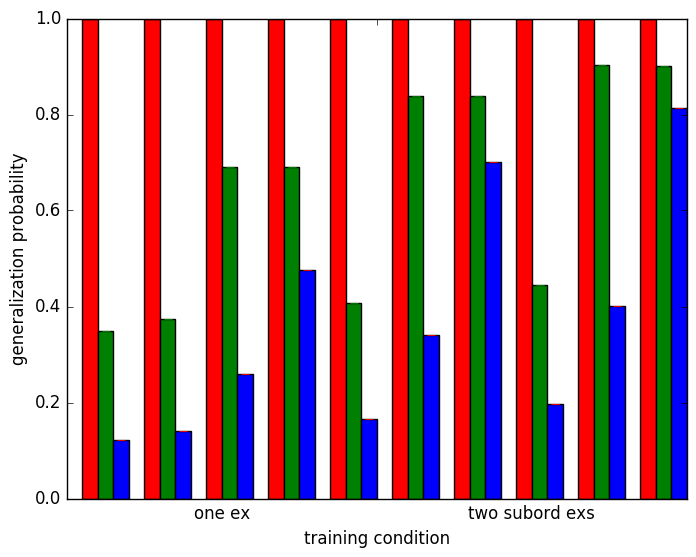 1.0
0.8
0.6
0.4
0.2
0.0
generalization probability
one ex
two subord exs
training condition